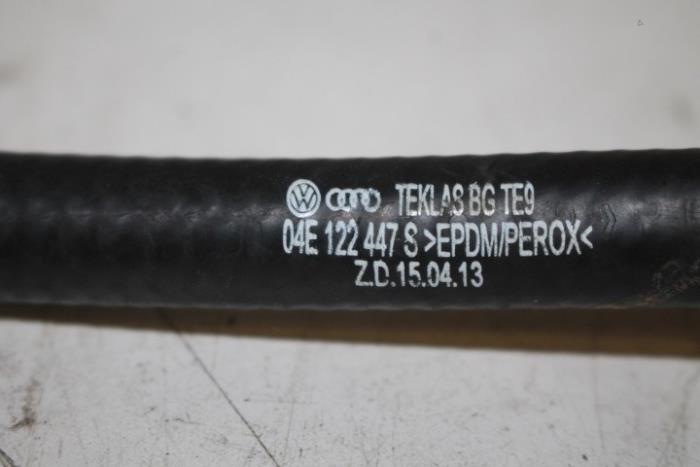 TEKLAS BG TE9
04E 122 447 S >EPDM/PEROX<
Z.D.15.04.13